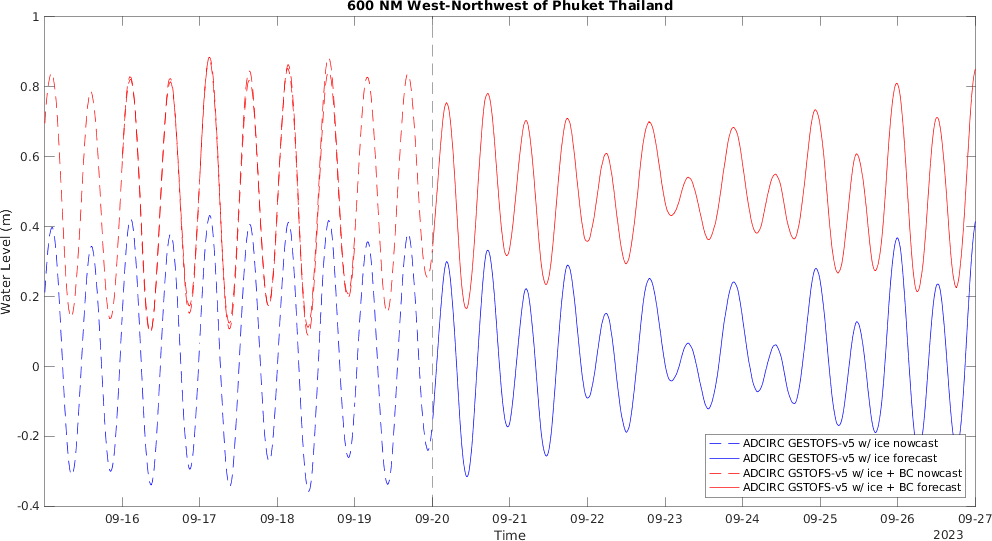 600 NM West-Northwest of Phuket Thailand
1
0.8
0.6
0.4
0.2
0
-0.2
-0.4
Water Level (m)
ADCIRC GESTOFS-v5 w/ ice nowcast
ADCIRC GESTOFS-v5 w/ ice forecast
ADCIRC GSTOFS-v5 w/ ice + BC nowcast
ADCIRC GSTOFS-v5 w/ ice + BC forecast
09-16 09-17 09-18 09-19 09-20 09-21 09-22 09-23 09-24 09-25 09-26 09-27
Time
2023